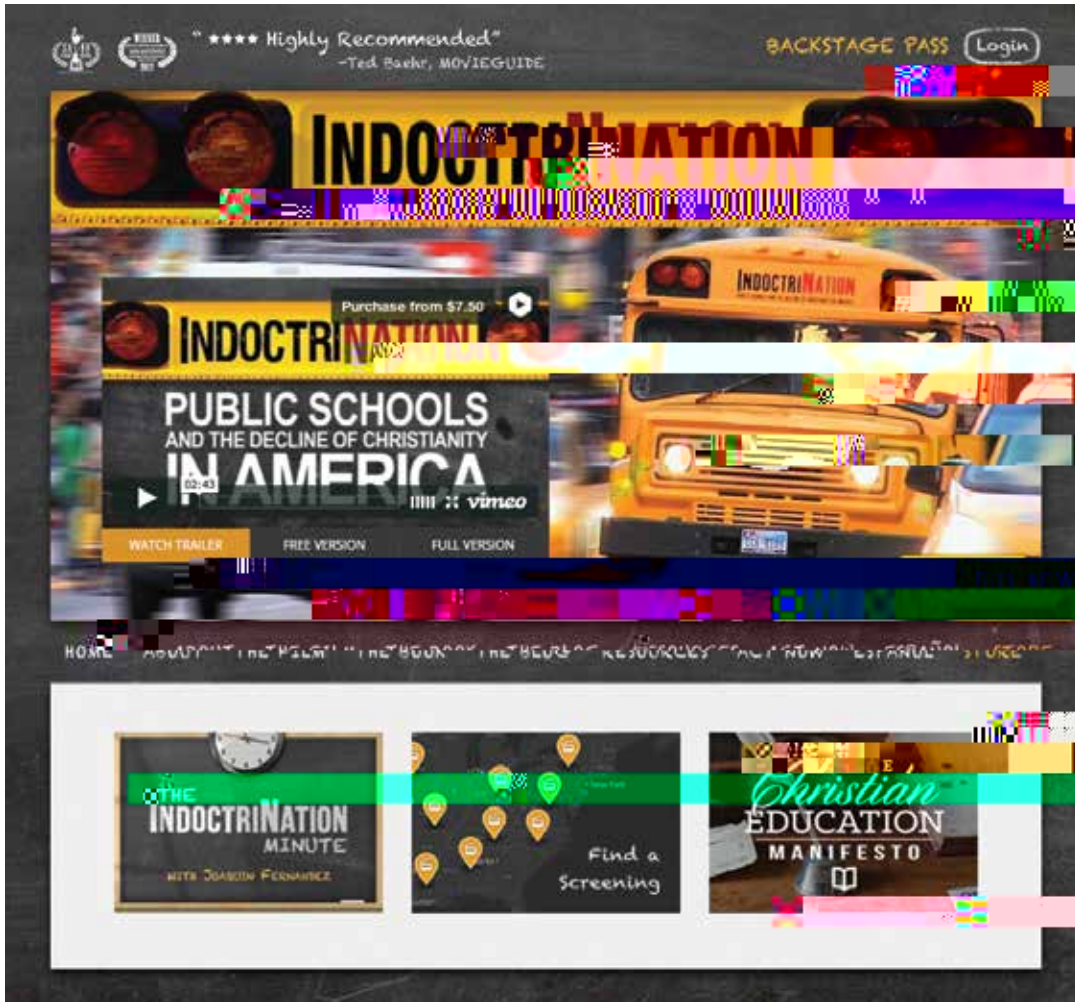 WINNER
" ★★★★ Highly Recommended"
-Ted Baehr, MOVIEGUIDE
BACKSTAGE PASS
Login
INDOCTRINATION
INDOCTRINATION
Purchase from $7.50
INDOCTRINATION
PUBLIC SCHOOLS
AND THE DECLINE OF CHRISTIANITY
IN AMERICA
02:43
vimeo
WATCH TRAILER
FREE VERSION
FULL VERSION
HOME
THE
INDOCTRINATION
MINUTE
WITH JOAQUIN FERNANDEZ
Find a
Screening
Christian
EDUCATION
MANIFESTO